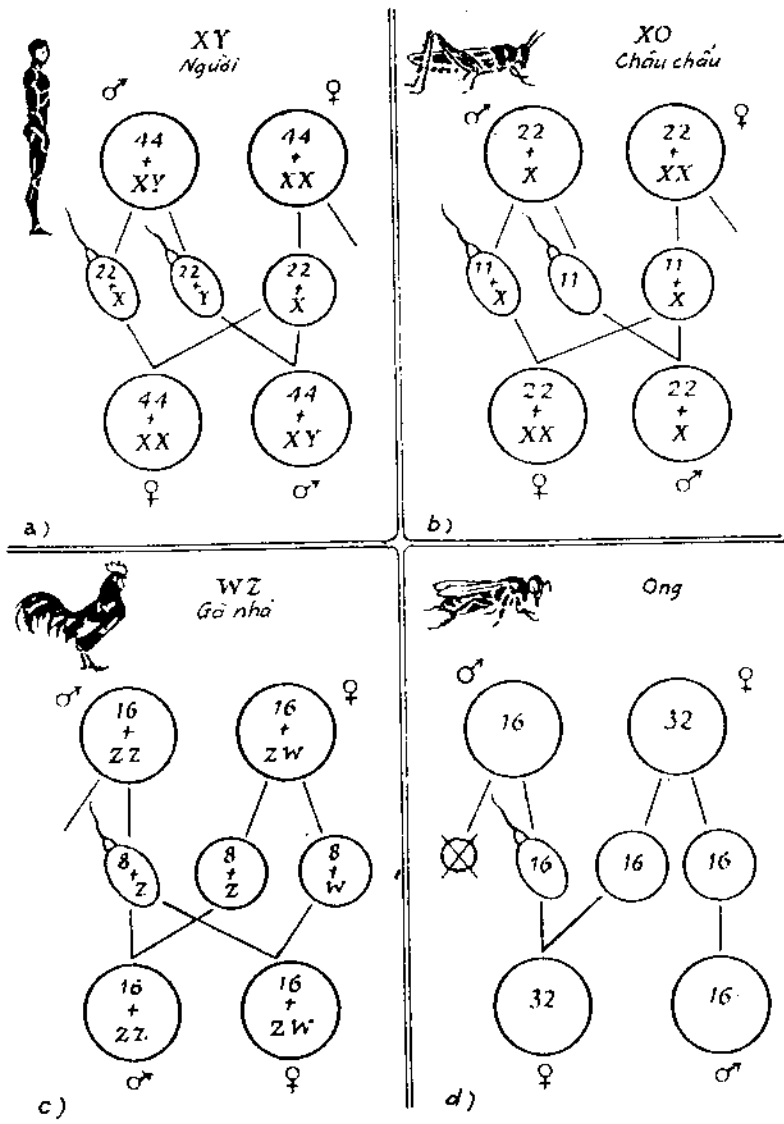 XY
Người
♂ ♀
44 + XY
44 + XX
22 + X
22 + Y
22 + X
44 + XX
44 + XY
♀ ♂
a)
XO
Châu chấu
♂ ♀
22 + X
22 + XX
11 + X
11
11 + X
22 + XX
22 + X
♀ ♂
b)
WZ
Gà nhà
♂ ♀
16 + ZZ
16 + ZW
8 + Z
8 + Z
8 + W
16 + ZZ
16 + ZW
♂ ♀
c)
Ong
♂ ♀
16
32
16
16
16
32
16
♀ ♂
d)